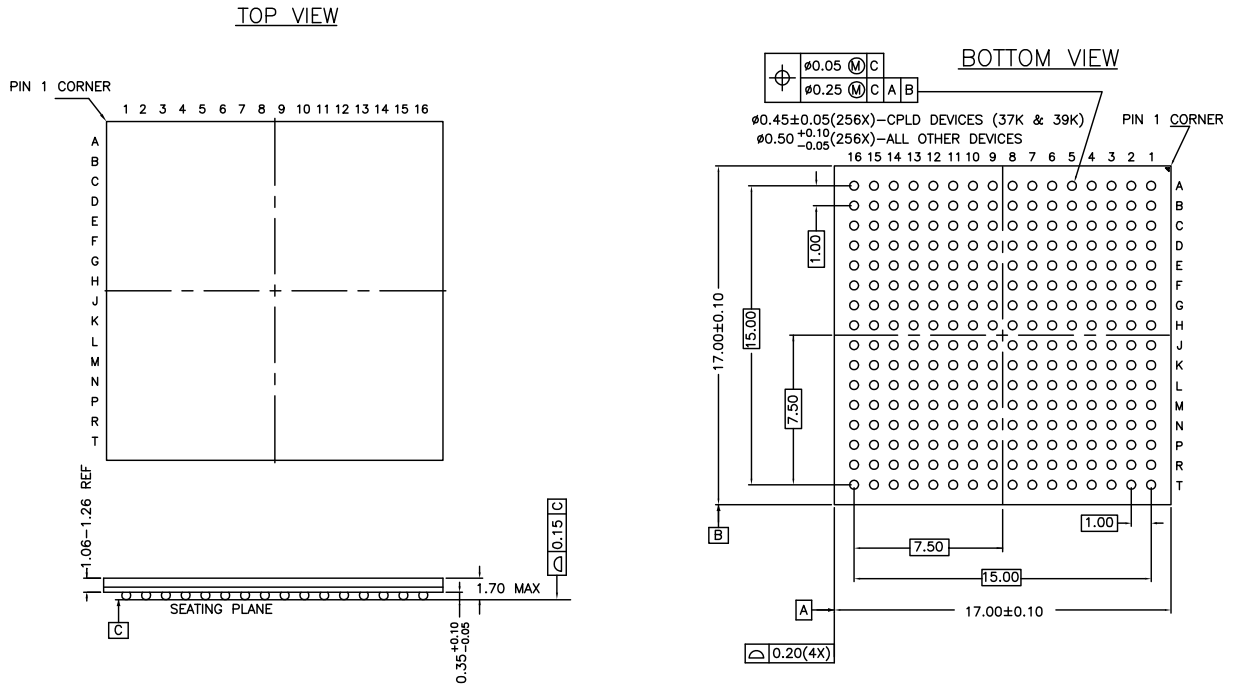 TOP VIEW
PIN 1 CORNER
1 2 3 4 5 6 7 8 9 10 11 12 13 14 15 16
A
B
C
D
E
F
G
H
J
K
L
M
N
P
R
T
1.06-1.26 REF
SEATING PLANE
C
1.70 MAX
0.35 +0.10 -0.05
⌓ 0.15 C
BOTTOM VIEW
⌖ ø0.05 Ⓜ C
ø0.25 Ⓜ C A B
ø0.45±0.05(256X)-CPLD DEVICES (37K & 39K)
ø0.50 +0.10 -0.05 (256X)-ALL OTHER DEVICES
PIN 1 CORNER
16 15 14 13 12 11 10 9 8 7 6 5 4 3 2 1
A
B
C
D
E
F
G
H
J
K
L
M
N
P
R
T
1.00
15.00
17.00±0.10
7.50
B
1.00
7.50
15.00
A
17.00±0.10
⌓ 0.20(4X)